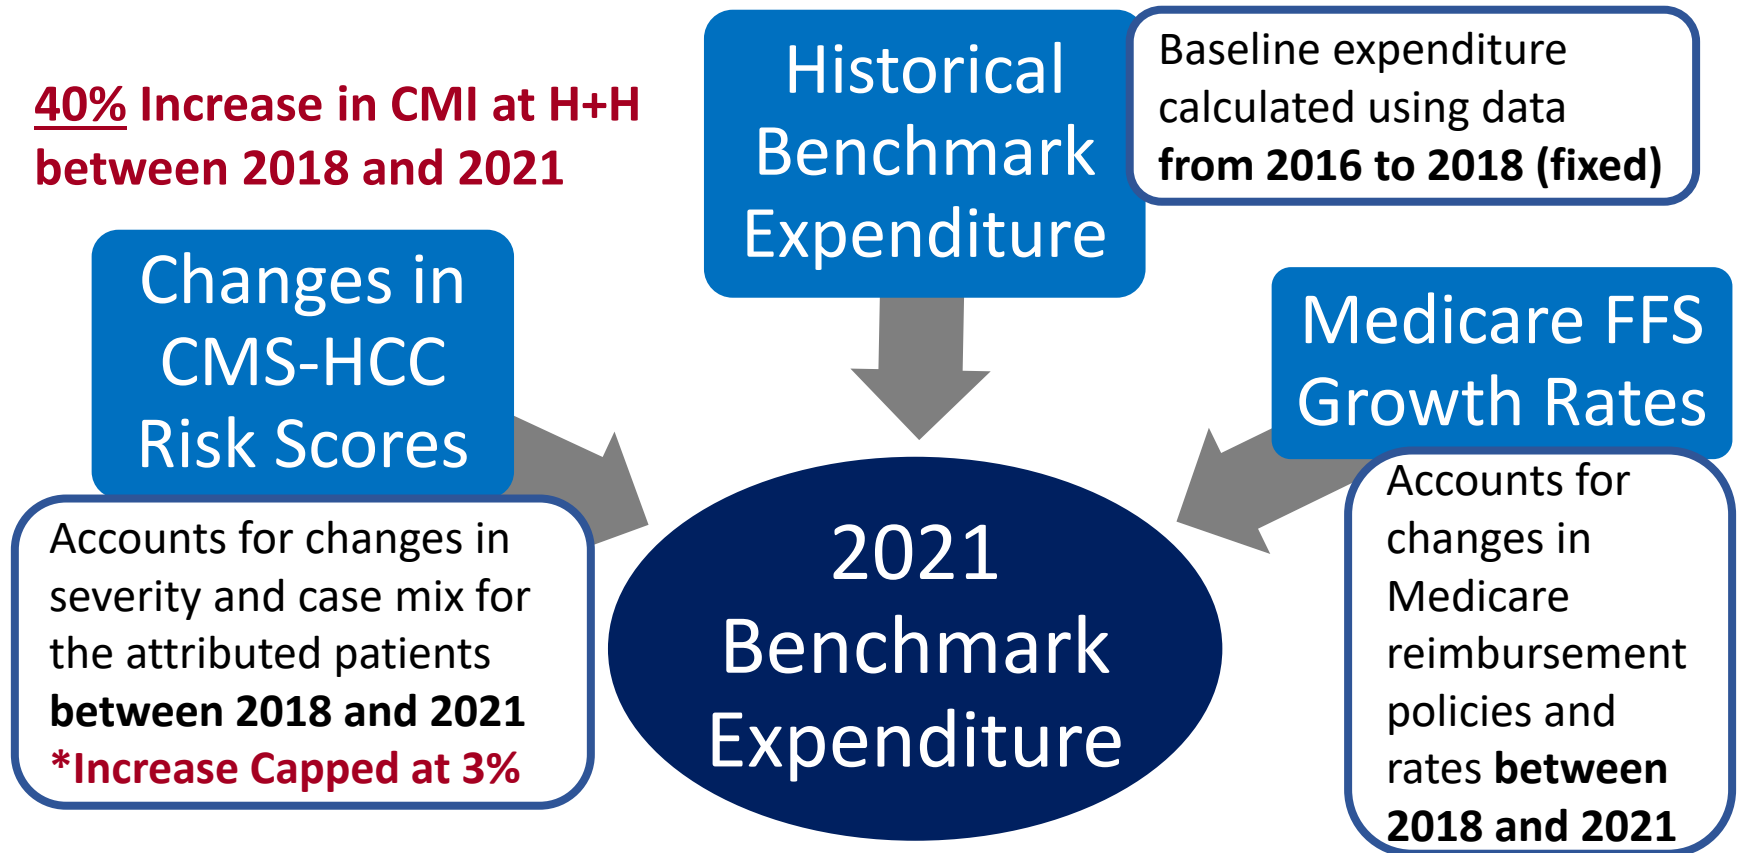 40% Increase in CMI at H+H
between 2018 and 2021
Historical
Benchmark
Expenditure
Baseline expenditure
calculated using data
from 2016 to 2018 (fixed)
Changes in
CMS-HCC
Risk Scores
Accounts for changes in
severity and case mix for
the attributed patients
between 2018 and 2021
*Increase Capped at 3%
2021
Benchmark
Expenditure
Medicare FFS
Growth Rates
Accounts for
changes in
Medicare
reimbursement
policies and
rates between
2018 and 2021